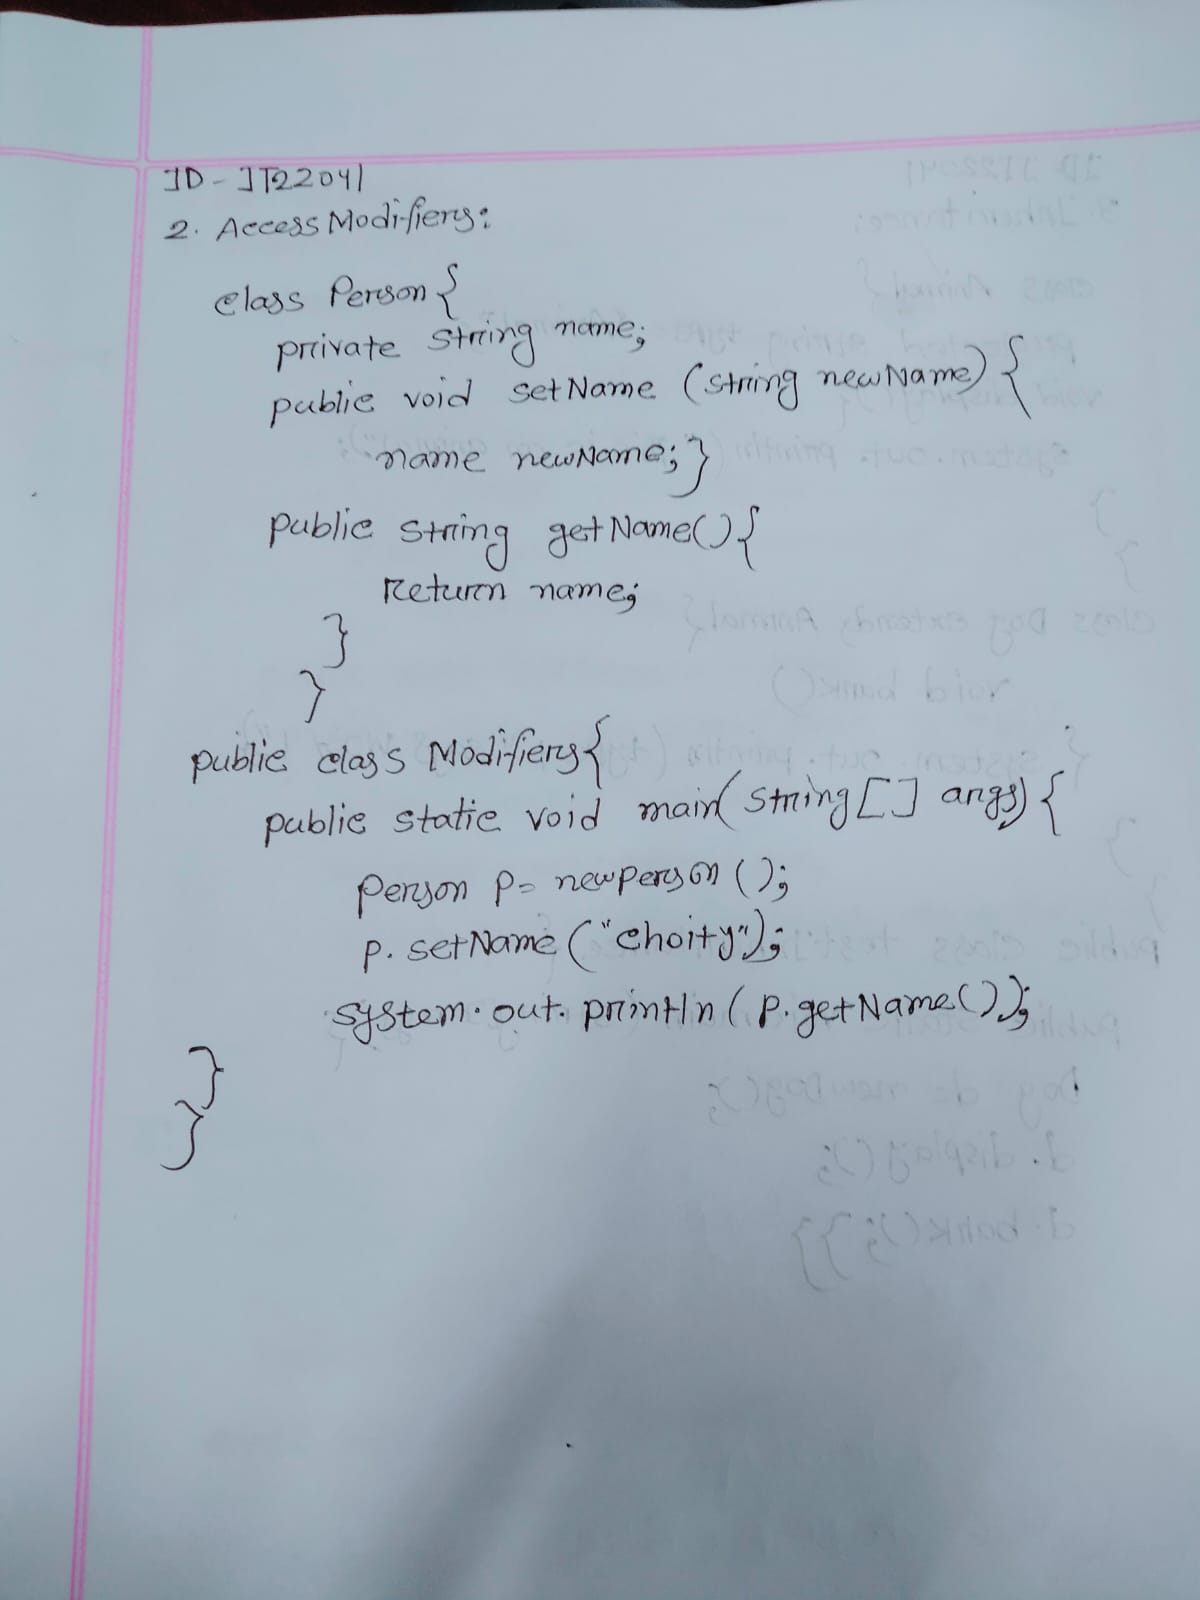 ID - IT22041
2. Access Modifiers:
class Person {
private string name;
public void setName (string newName) {
name newName; }
public string getName() {
Return name;
}
}
public class Modifiers {
public static void main(string [] args) {
person p= newperson ();
p. setName ("choity");
system. out. println ( p. getName());
}
}